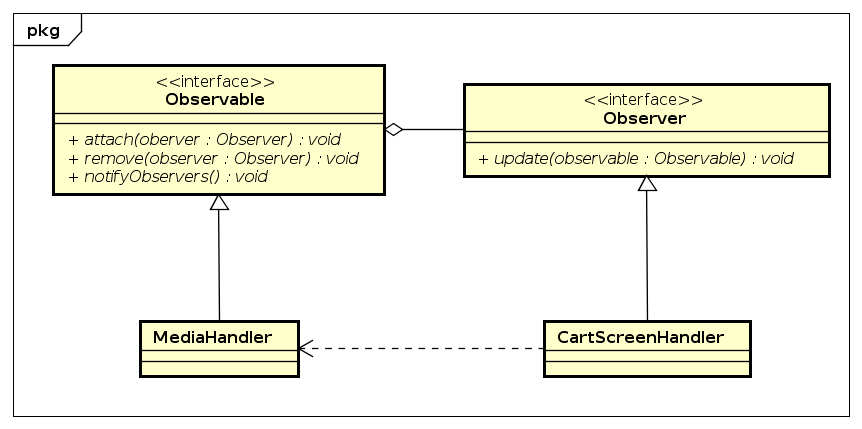 pkg
<<interface>>
Observable
+ attach(oberver : Observer) : void
+ remove(observer : Observer) : void
+ notifyObservers() : void
<<interface>>
Observer
+ update(observable : Observable) : void
MediaHandler
CartScreenHandler